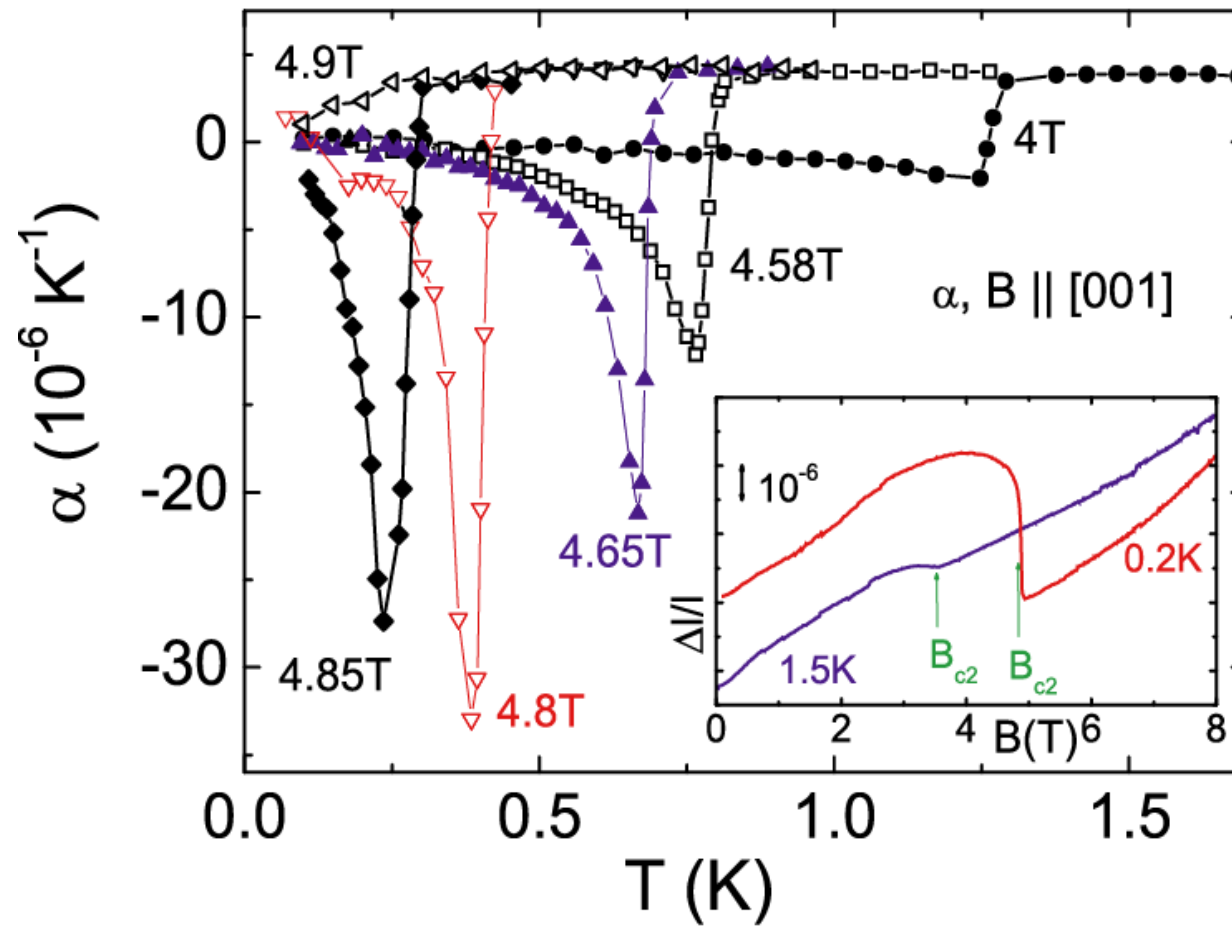 4.9T
4T
4.58T
α, B || [001]
4.65T
4.85T
4.8T
0
-10
-20
-30
α (10⁻⁶ K⁻¹)
0.0 0.5 1.0 1.5
T (K)
10⁻⁶
0.2K
1.5K
B_c2
B_c2
Δl/l
0 2 4 6 8
B(T)